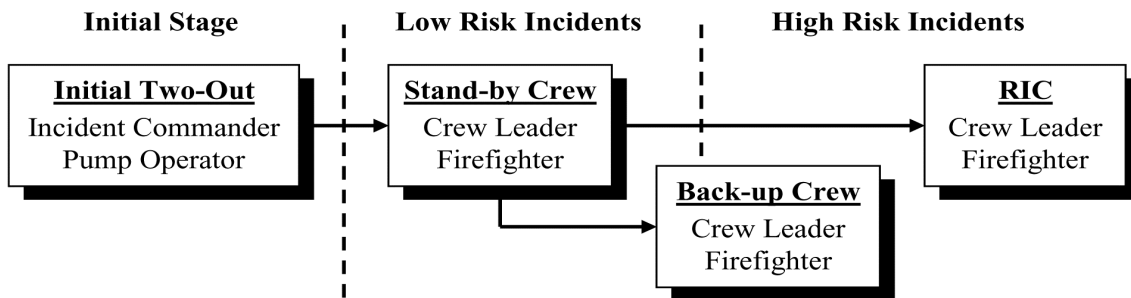 Initial Stage
Low Risk Incidents
High Risk Incidents
Initial Two-Out
Incident Commander
Pump Operator
Stand-by Crew
Crew Leader
Firefighter
RIC
Crew Leader
Firefighter
Back-up Crew
Crew Leader
Firefighter